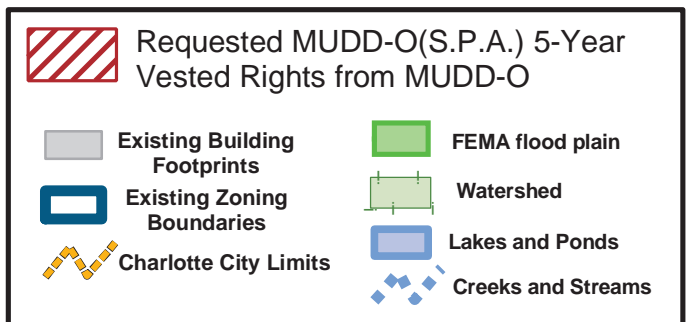 Requested MUDD-O(S.P.A.) 5-Year
Vested Rights from MUDD-O
Existing Building
Footprints
Existing Zoning
Boundaries
Charlotte City Limits
FEMA flood plain
Watershed
Lakes and Ponds
Creeks and Streams